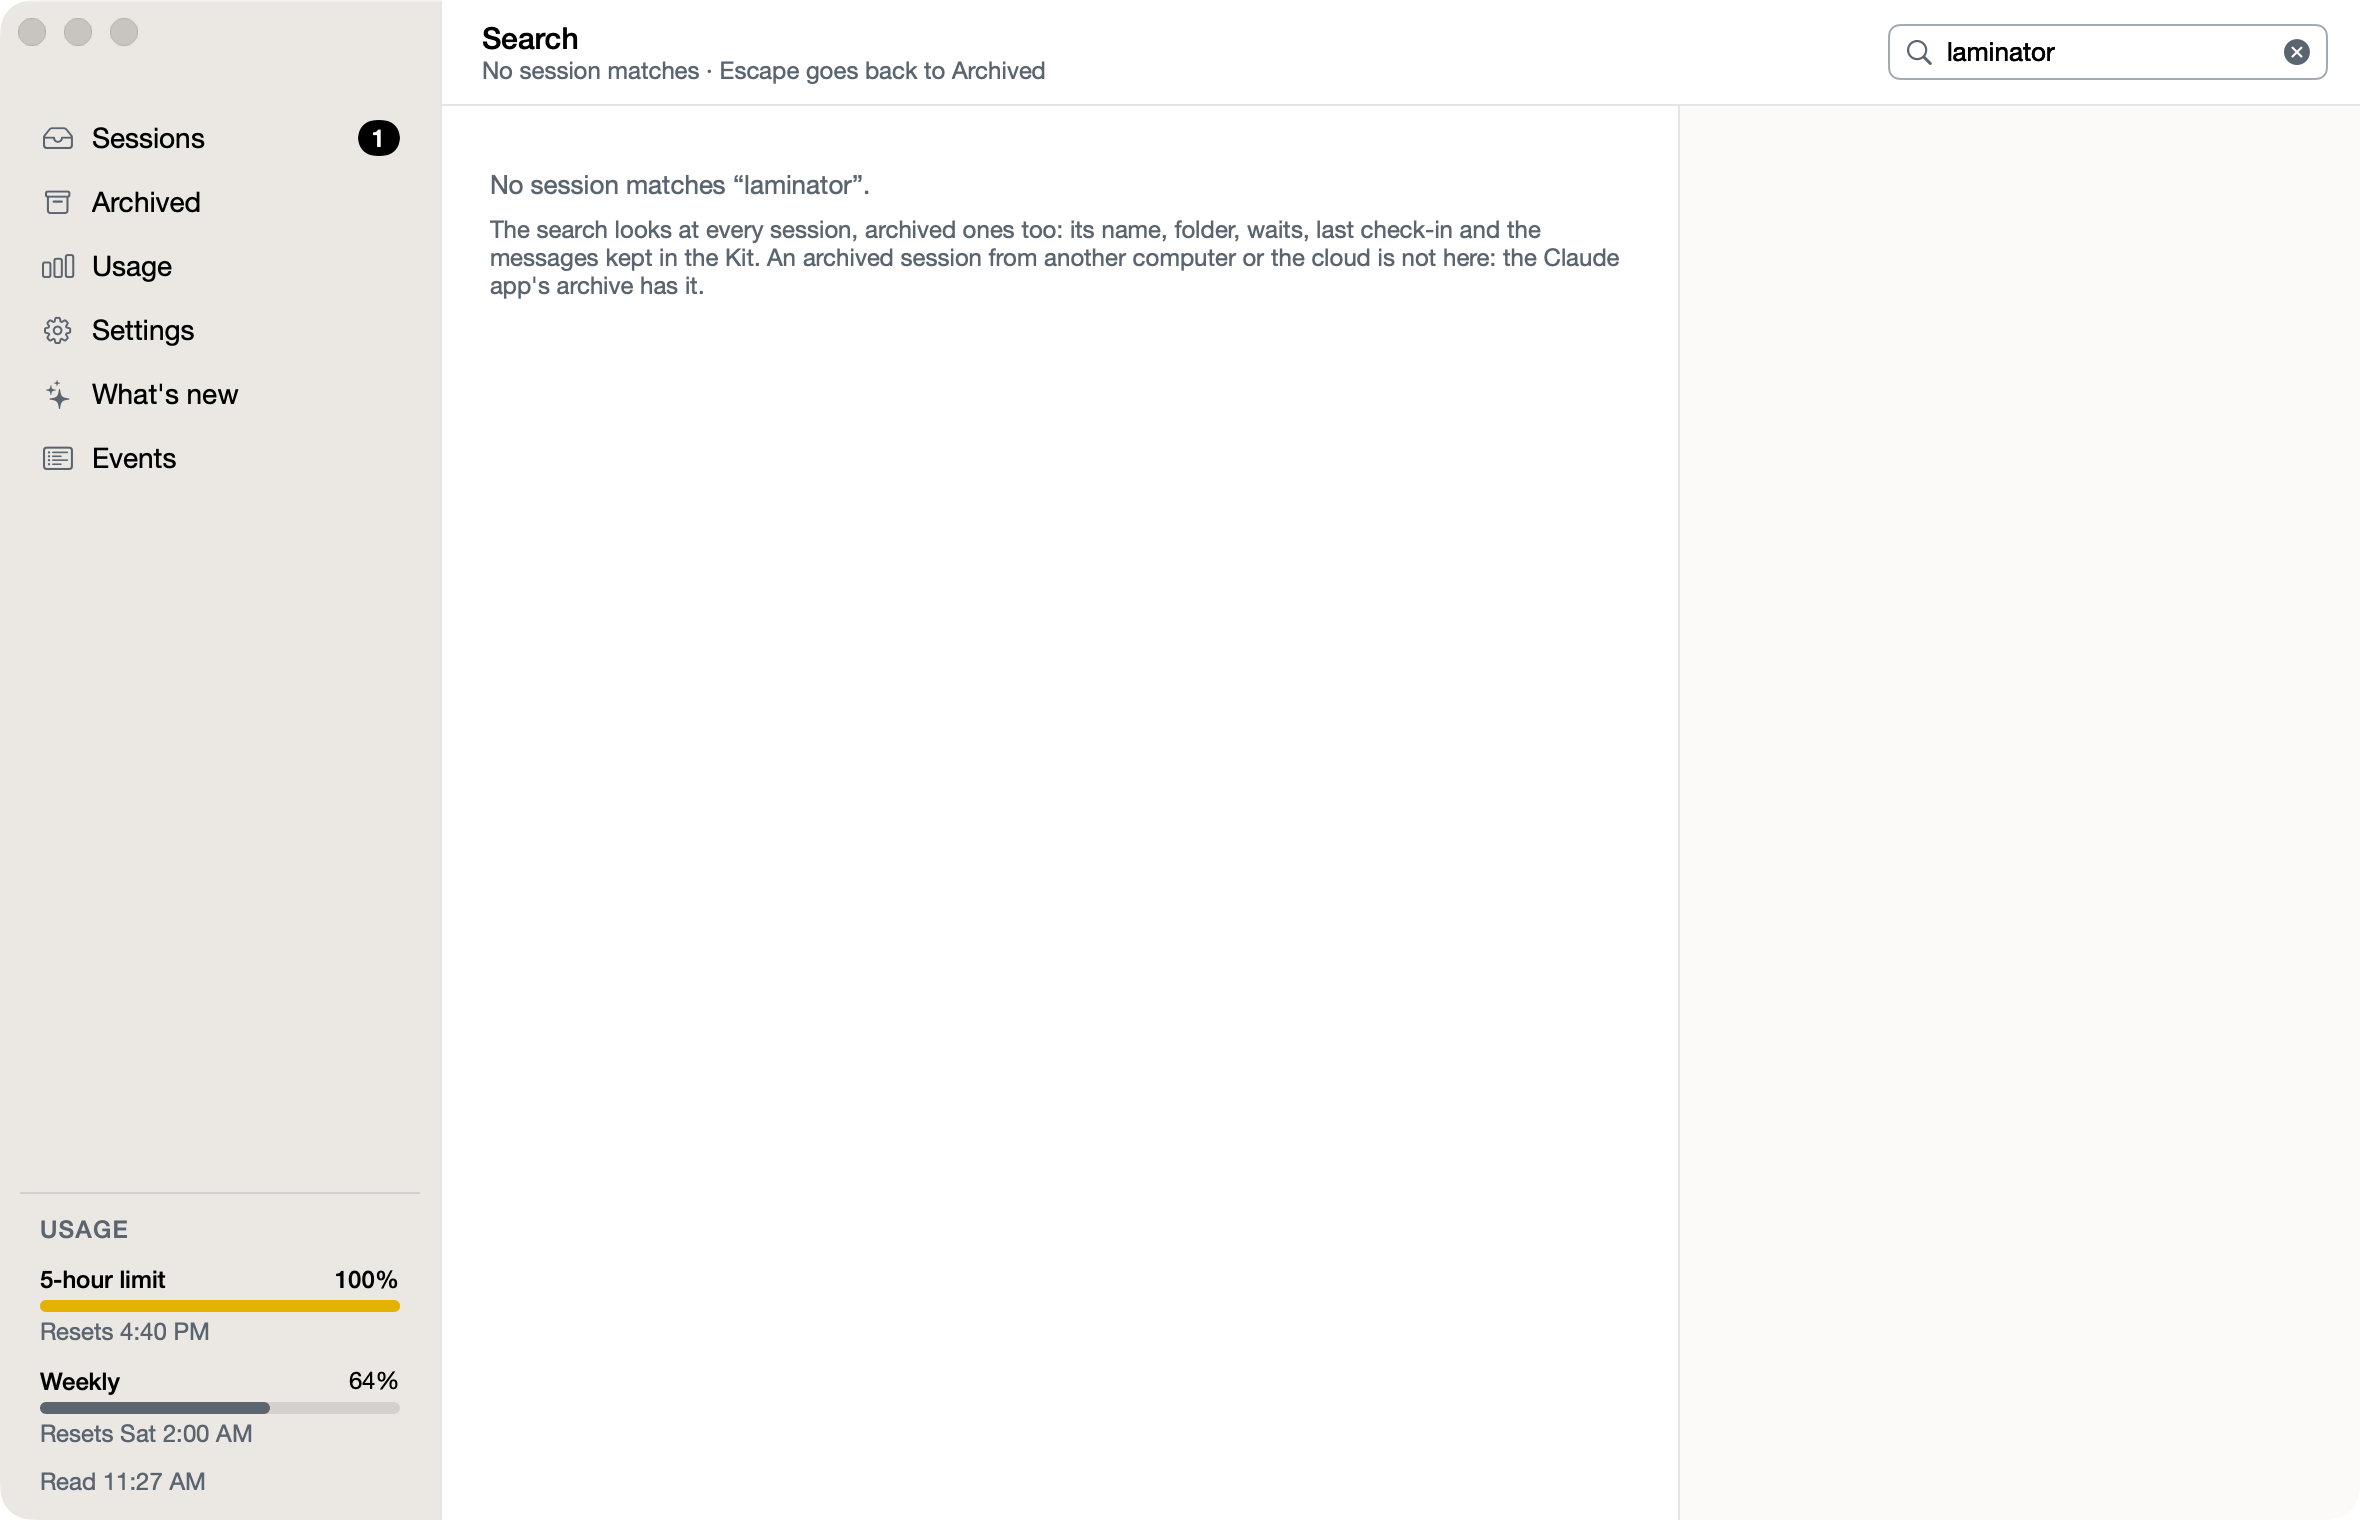 Sessions
1
Archived
Usage
Settings
What's new
Events
USAGE
5-hour limit 100%
Resets 4:40 PM
Weekly 64%
Resets Sat 2:00 AM
Read 11:27 AM
Search
No session matches · Escape goes back to Archived
laminator
No session matches “laminator”.
The search looks at every session, archived ones too: its name, folder, waits, last check-in and the
messages kept in the Kit. An archived session from another computer or the cloud is not here: the Claude
app's archive has it.